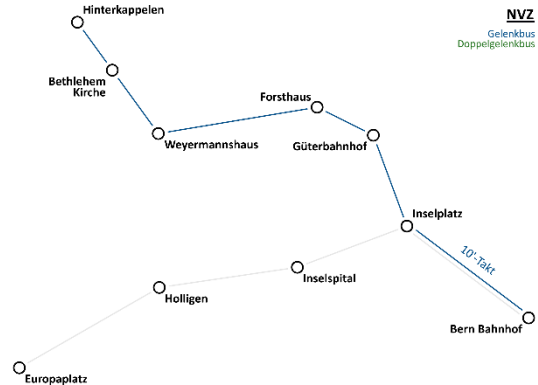 Hinterkappelen
NVZ
Gelenkbus
Doppelgelenkbus
Bethlehem
Kirche
Forsthaus
Weyermannshaus
Güterbahnhof
Inselplatz
10'-Takt
Inselspital
Holligen
Bern Bahnhof
Europaplatz